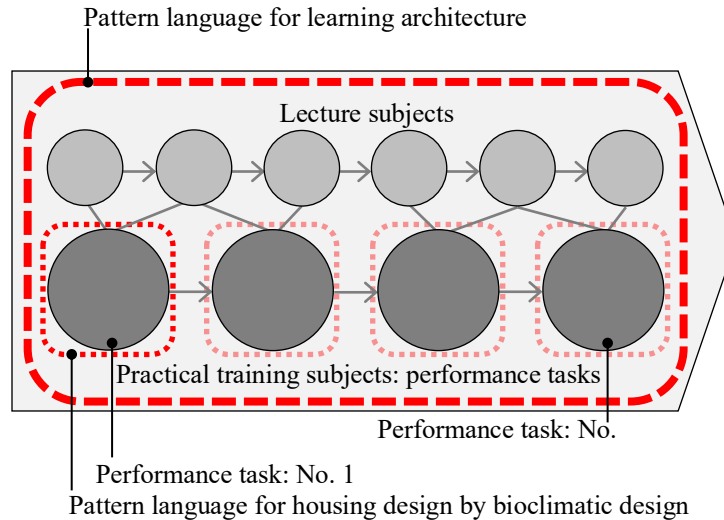 Pattern language for learning architecture
Lecture subjects
Practical training subjects: performance tasks
Performance task: No.
Performance task: No. 1
Pattern language for housing design by bioclimatic design